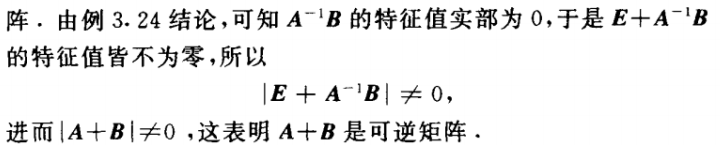 阵．由例 3.24 结论,可知 A⁻¹B 的特征值实部为 0,于是 E+A⁻¹B
的特征值皆不为零,所以
|E + A⁻¹B| ≠ 0,
进而|A+B|≠0 ,这表明 A+B 是可逆矩阵．